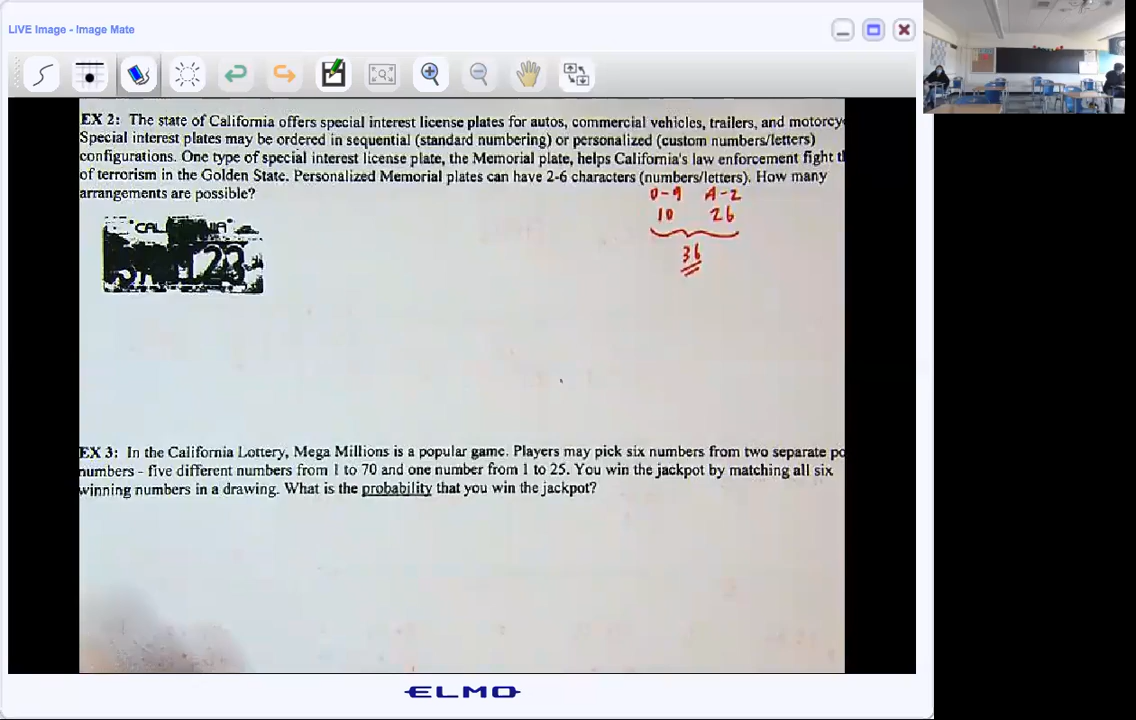 LIVE Image - Image Mate
EX 2: The state of California offers special interest license plates for autos, commercial vehicles, trailers, and motorcy
Special interest plates may be ordered in sequential (standard numbering) or personalized (custom numbers/letters)
configurations. One type of special interest license plate, the Memorial plate, helps California's law enforcement fight t
of terrorism in the Golden State. Personalized Memorial plates can have 2-6 characters (numbers/letters). How many
arrangements are possible?
0-9 A-Z
10 26
36
123
EX 3: In the California Lottery, Mega Millions is a popular game. Players may pick six numbers from two separate po
numbers - five different numbers from 1 to 70 and one number from 1 to 25. You win the jackpot by matching all six
winning numbers in a drawing. What is the probability that you win the jackpot?
ELMO